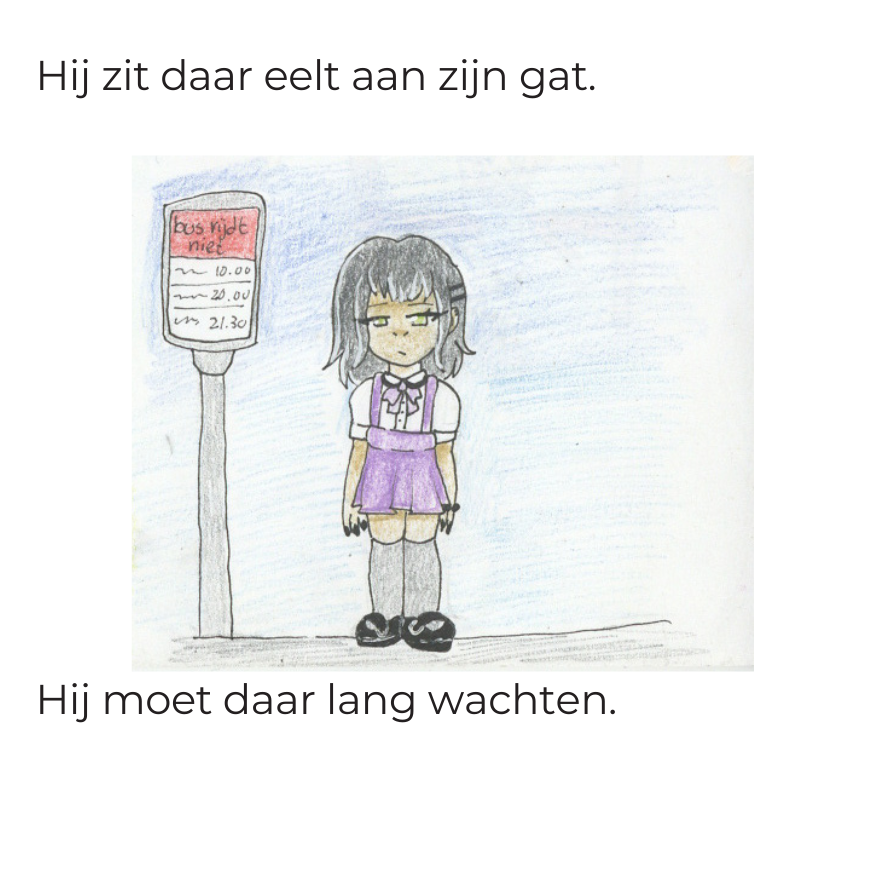 Hij zit daar eelt aan zijn gat.
bus rijdt
niet
10.00
20.00
21.30
Hij moet daar lang wachten.